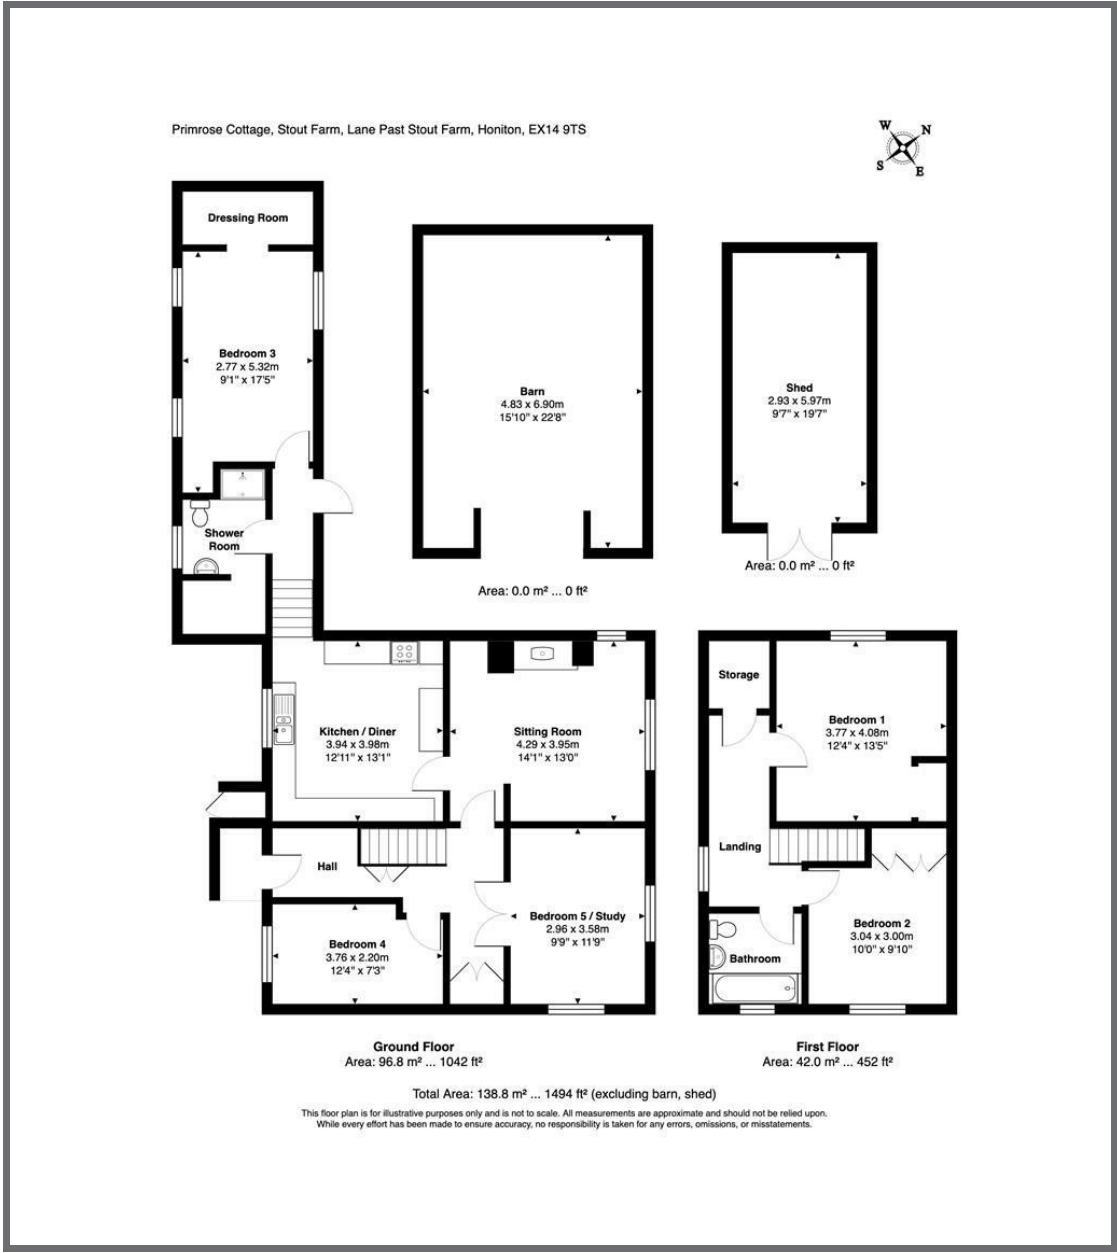 Primrose Cottage, Stout Farm, Lane Past Stout Farm, Honiton, EX14 9TS
W
N
S
E
Dressing Room
Bedroom 3
2.77 x 5.32m
9'1" x 17'5"
Barn
4.83 x 6.90m
15'10" x 22'8"
Shed
2.93 x 5.97m
9'7" x 19'7"
Shower
Room
Area: 0.0 m² ... 0 ft²
Area: 0.0 m² ... 0 ft²
Kitchen / Diner
3.94 x 3.98m
12'11" x 13'1"
Sitting Room
4.29 x 3.95m
14'1" x 13'0"
Storage
Bedroom 1
3.77 x 4.08m
12'4" x 13'5"
Hall
Landing
Bedroom 4
3.76 x 2.20m
12'4" x 7'3"
Bedroom 5 / Study
2.96 x 3.58m
9'9" x 11'9"
Bedroom 2
3.04 x 3.00m
10'0" x 9'10"
Bathroom
Ground Floor
Area: 96.8 m² ... 1042 ft²
First Floor
Area: 42.0 m² ... 452 ft²
Total Area: 138.8 m² ... 1494 ft² (excluding barn, shed)
This floor plan is for illustrative purposes only and is not to scale. All measurements are approximate and should not be relied upon.
While every effort has been made to ensure accuracy, no responsibility is taken for any errors, omissions, or misstatements.